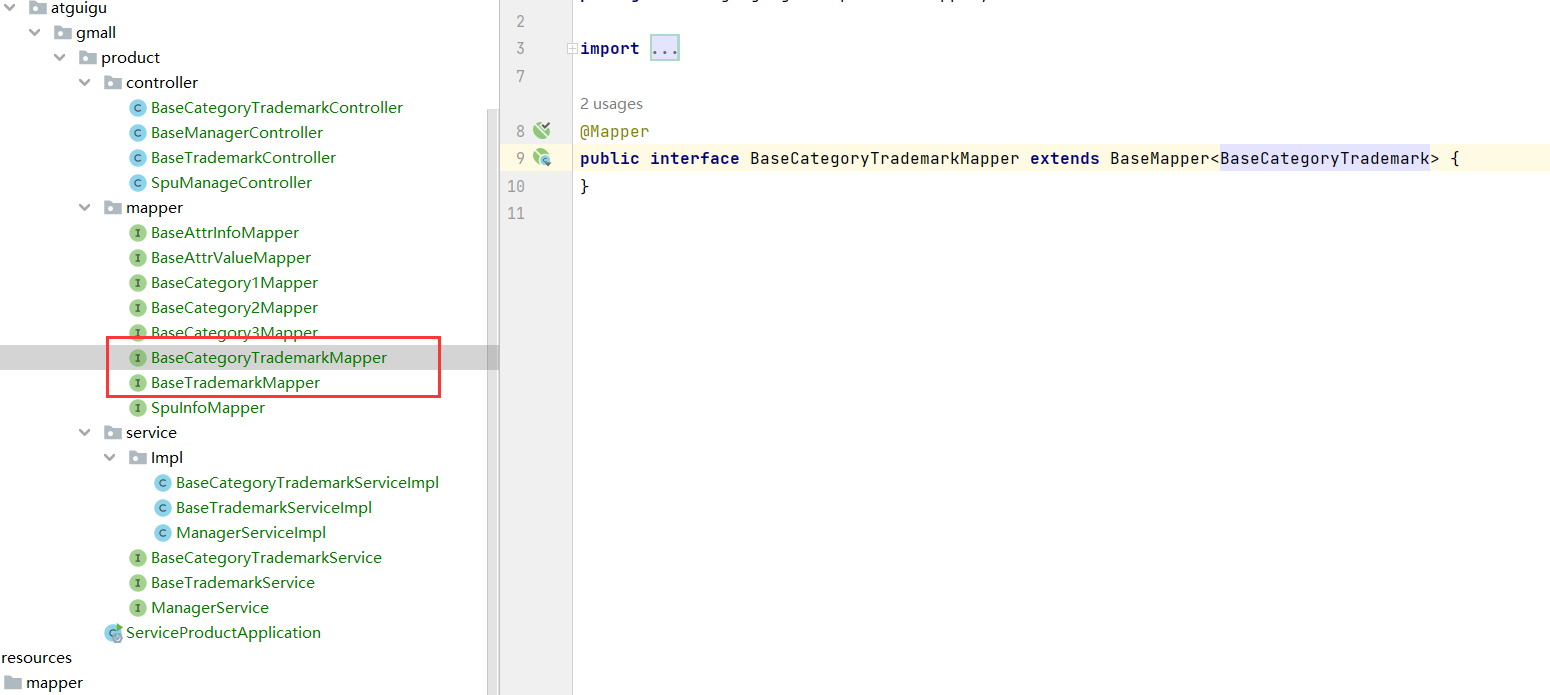 atguigu
gmall
product
controller
BaseCategoryTrademarkController
BaseManagerController
BaseTrademarkController
SpuManageController
mapper
BaseAttrInfoMapper
BaseAttrValueMapper
BaseCategory1Mapper
BaseCategory2Mapper
BaseCategory3Mapper
BaseCategoryTrademarkMapper
BaseTrademarkMapper
SpuInfoMapper
service
Impl
BaseCategoryTrademarkServiceImpl
BaseTrademarkServiceImpl
ManagerServiceImpl
BaseCategoryTrademarkService
BaseTrademarkService
ManagerService
ServiceProductApplication
resources
mapper
2
3 import ...
7
2 usages
8 @Mapper
9 public interface BaseCategoryTrademarkMapper extends BaseMapper<BaseCategoryTrademark> {
10 }
11